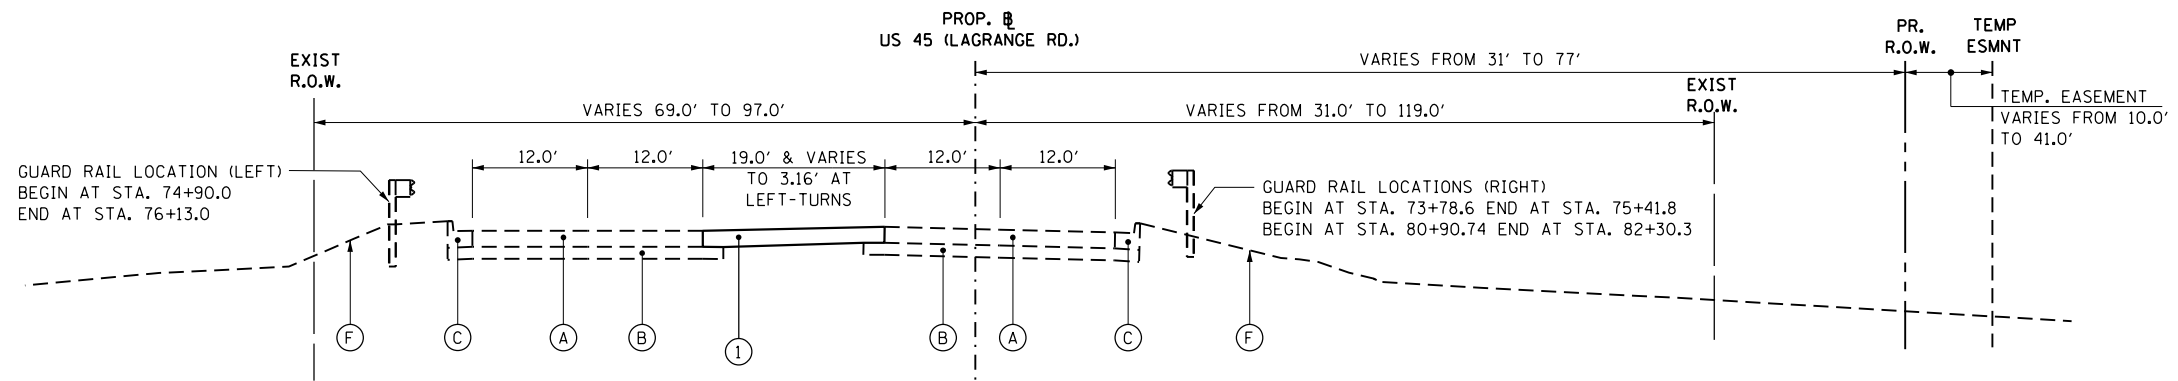 PROP. ℄
US 45 (LAGRANGE RD.)
PR.
R.O.W.
TEMP
ESMNT
EXIST
R.O.W.
VARIES FROM 31' TO 77'
EXIST
R.O.W.
VARIES 69.0' TO 97.0'
VARIES FROM 31.0' TO 119.0'
TEMP. EASEMENT
VARIES FROM 10.0'
TO 41.0'
12.0'
12.0'
19.0' & VARIES
TO 3.16' AT
LEFT-TURNS
12.0'
12.0'
GUARD RAIL LOCATION (LEFT)
BEGIN AT STA. 74+90.0
END AT STA. 76+13.0
GUARD RAIL LOCATIONS (RIGHT)
BEGIN AT STA. 73+78.6 END AT STA. 75+41.8
BEGIN AT STA. 80+90.74 END AT STA. 82+30.3
F
C
A
B
1
B
A
C
F